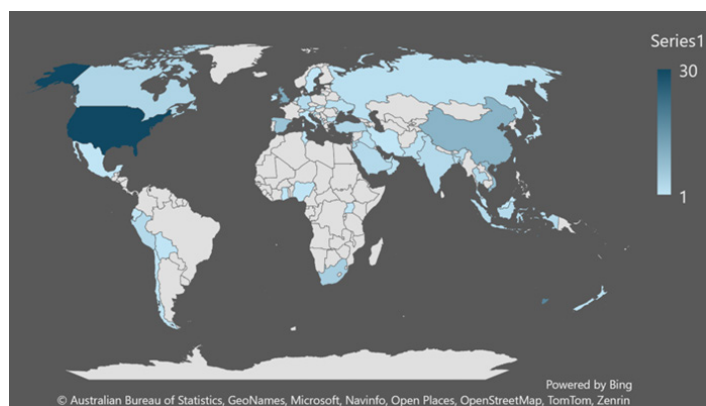 Series1
30
1
Powered by Bing
© Australian Bureau of Statistics, GeoNames, Microsoft, Navinfo, Open Places, OpenStreetMap, TomTom, Zenrin